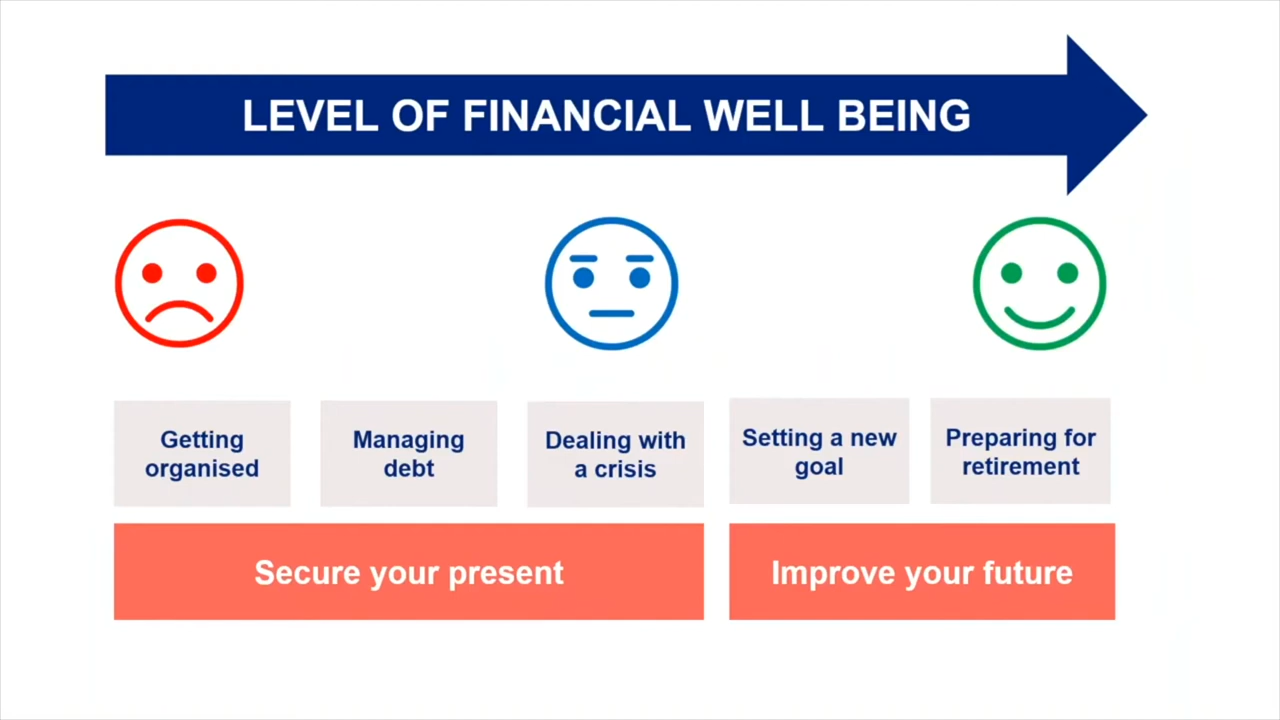 LEVEL OF FINANCIAL WELL BEING
Getting
organised
Managing
debt
Dealing with
a crisis
Setting a new
goal
Preparing for
retirement
Secure your present
Improve your future